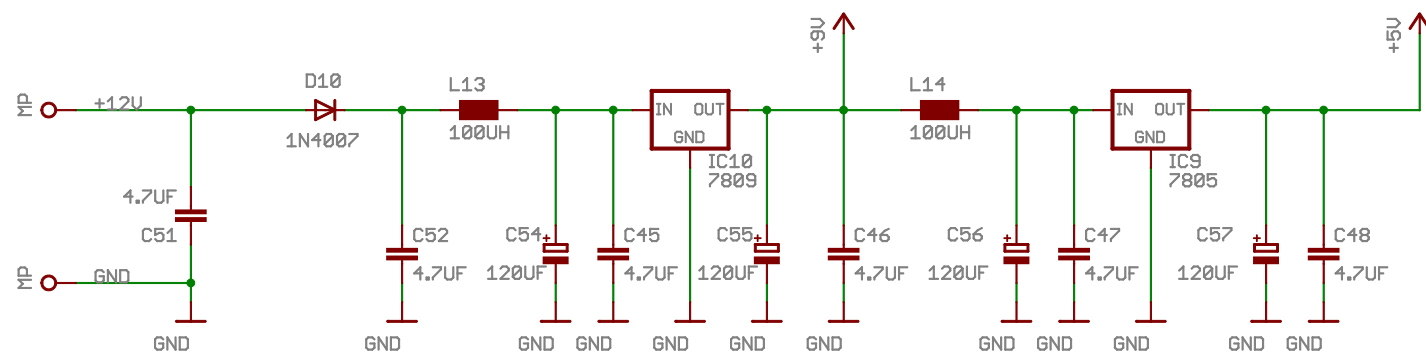 +9V
+5V
D10
L13
L14
MP
+12V
IN
OUT
IN
OUT
1N4007
100UH
GND
100UH
GND
IC10
IC9
7809
7805
4.7UF
C51
C52
C54
+
C45
C55
+
C46
C56
+
C47
C57
+
C48
MP
GND
4.7UF
120UF
4.7UF
120UF
4.7UF
120UF
4.7UF
120UF
4.7UF
GND
GND
GND
GND
GND
GND
GND
GND
GND
GND
GND
GND